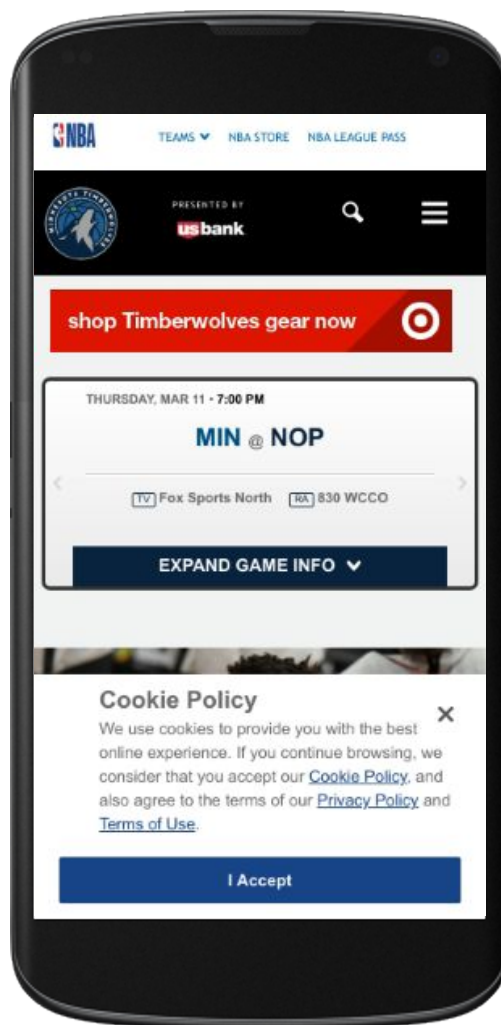 NBA TEAMS NBA STORE NBA LEAGUE PASS
MINNESOTA TIMBERWOLVES
PRESENTED BY
usbank
shop Timberwolves gear now
THURSDAY, MAR 11 • 7:00 PM
MIN @ NOP
TV Fox Sports North RA 830 WCCO
EXPAND GAME INFO
Cookie Policy
We use cookies to provide you with the best
online experience. If you continue browsing, we
consider that you accept our Cookie Policy, and
also agree to the terms of our Privacy Policy and
Terms of Use.
I Accept